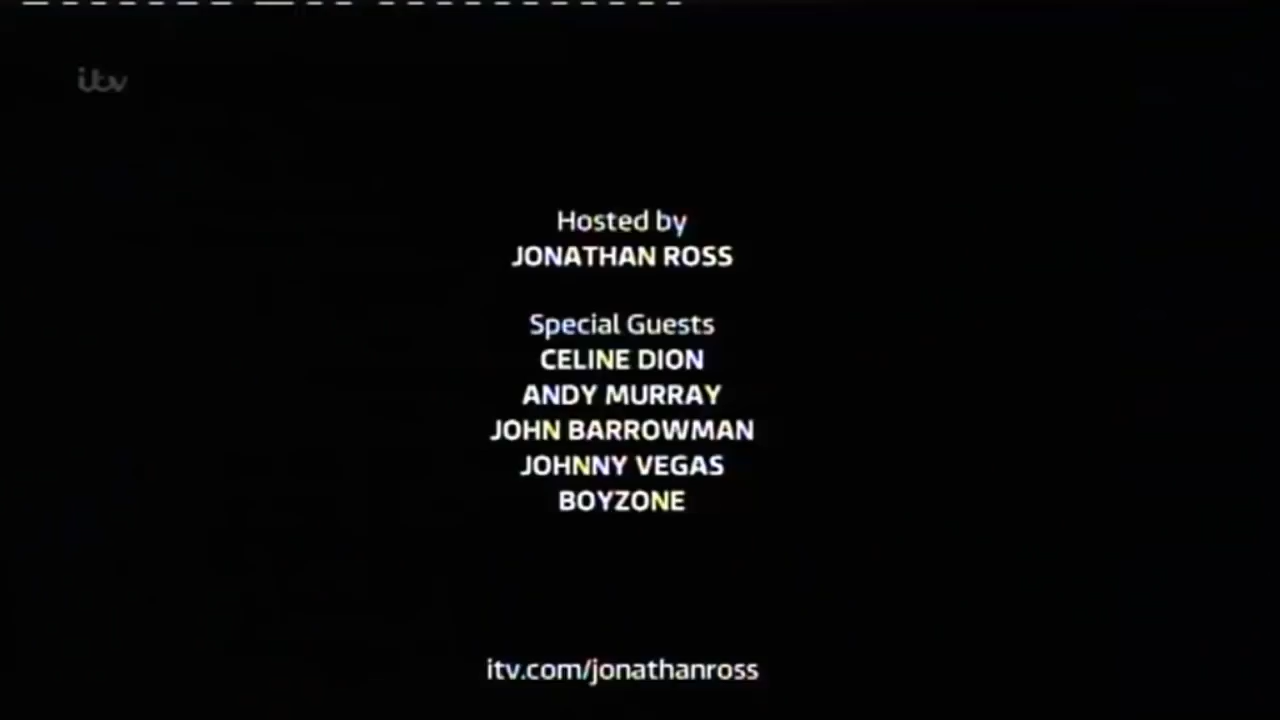 itv
Hosted by
JONATHAN ROSS
Special Guests
CELINE DION
ANDY MURRAY
JOHN BARROWMAN
JOHNNY VEGAS
BOYZONE
itv.com/jonathanross